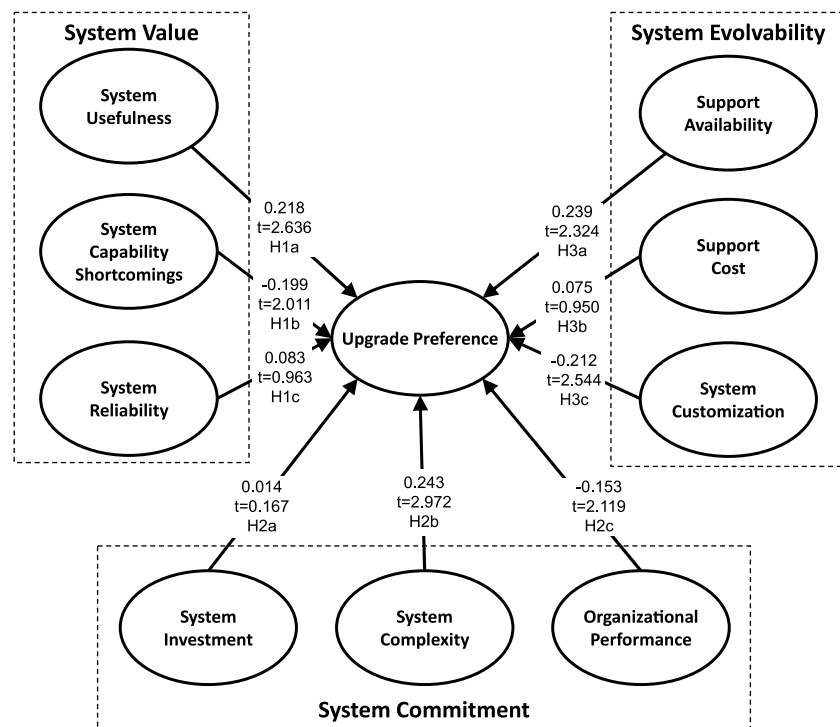 System Value
System
Usefulness
System
Capability
Shortcomings
System
Reliability
0.218
t=2.636
H1a
-0.199
t=2.011
H1b
0.083
t=0.963
H1c
Upgrade Preference
System Evolvability
Support
Availability
Support
Cost
System
Customization
0.239
t=2.324
H3a
0.075
t=0.950
H3b
-0.212
t=2.544
H3c
0.014
t=0.167
H2a
0.243
t=2.972
H2b
-0.153
t=2.119
H2c
System
Investment
System
Complexity
Organizational
Performance
System Commitment